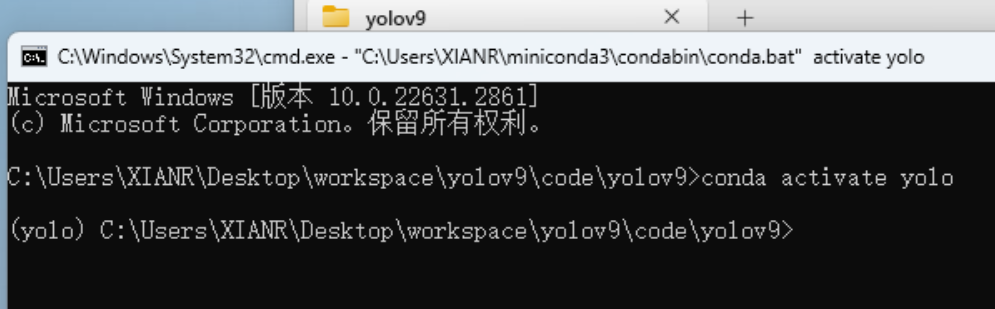 yolov9
C:\Windows\System32\cmd.exe - "C:\Users\XIANR\miniconda3\condabin\conda.bat" activate yolo
Microsoft Windows [版本 10.0.22631.2861]
(c) Microsoft Corporation。保留所有权利。
C:\Users\XIANR\Desktop\workspace\yolov9\code\yolov9>conda activate yolo
(yolo) C:\Users\XIANR\Desktop\workspace\yolov9\code\yolov9>